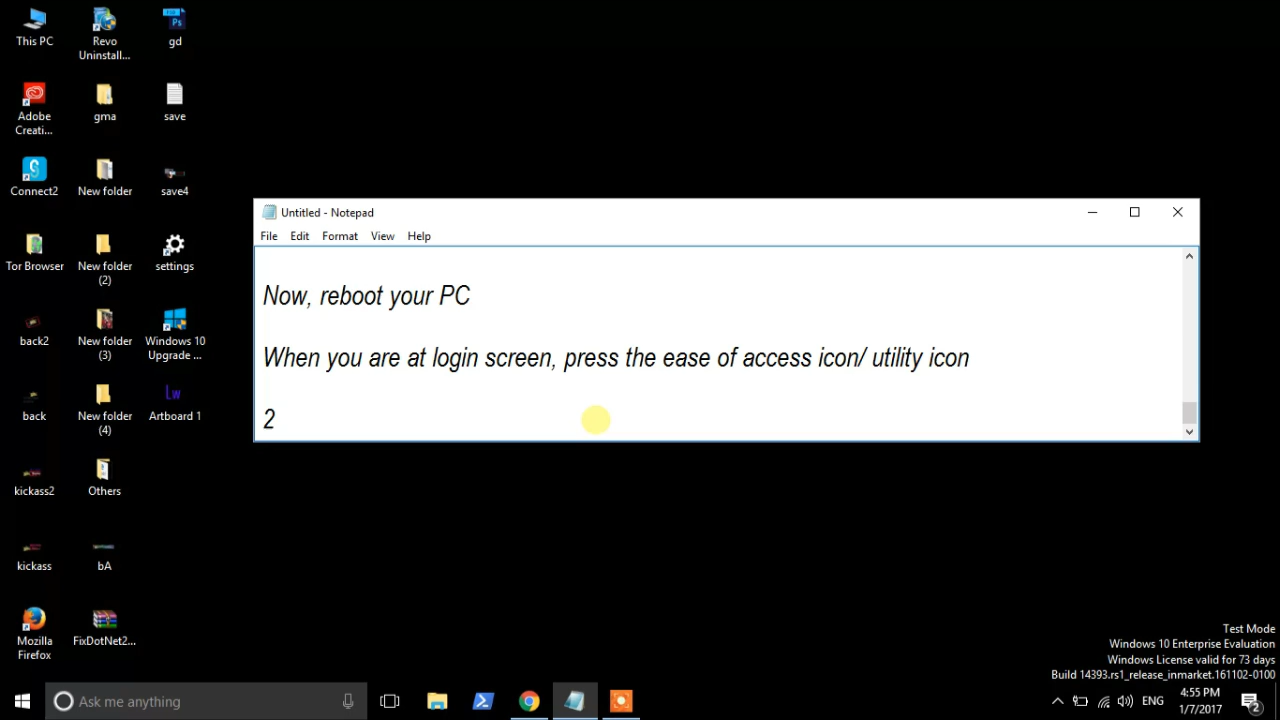 This PC
Revo
Uninstall...
gd
Adobe
Creati...
gma
save
Connect2
New folder
save4
Tor Browser
New folder
(2)
settings
back2
New folder
(3)
Windows 10
Upgrade ...
back
New folder
(4)
Artboard 1
kickass2
Others
kickass
bA
Mozilla
Firefox
FixDotNet2...
Untitled - Notepad
File Edit Format View Help
Now, reboot your PC
When you are at login screen, press the ease of access icon/ utility icon
2
Test Mode
Windows 10 Enterprise Evaluation
Windows License valid for 73 days
Build 14393.rs1_release_inmarket.161102-0100
Ask me anything
ENG
4:55 PM
1/7/2017
2